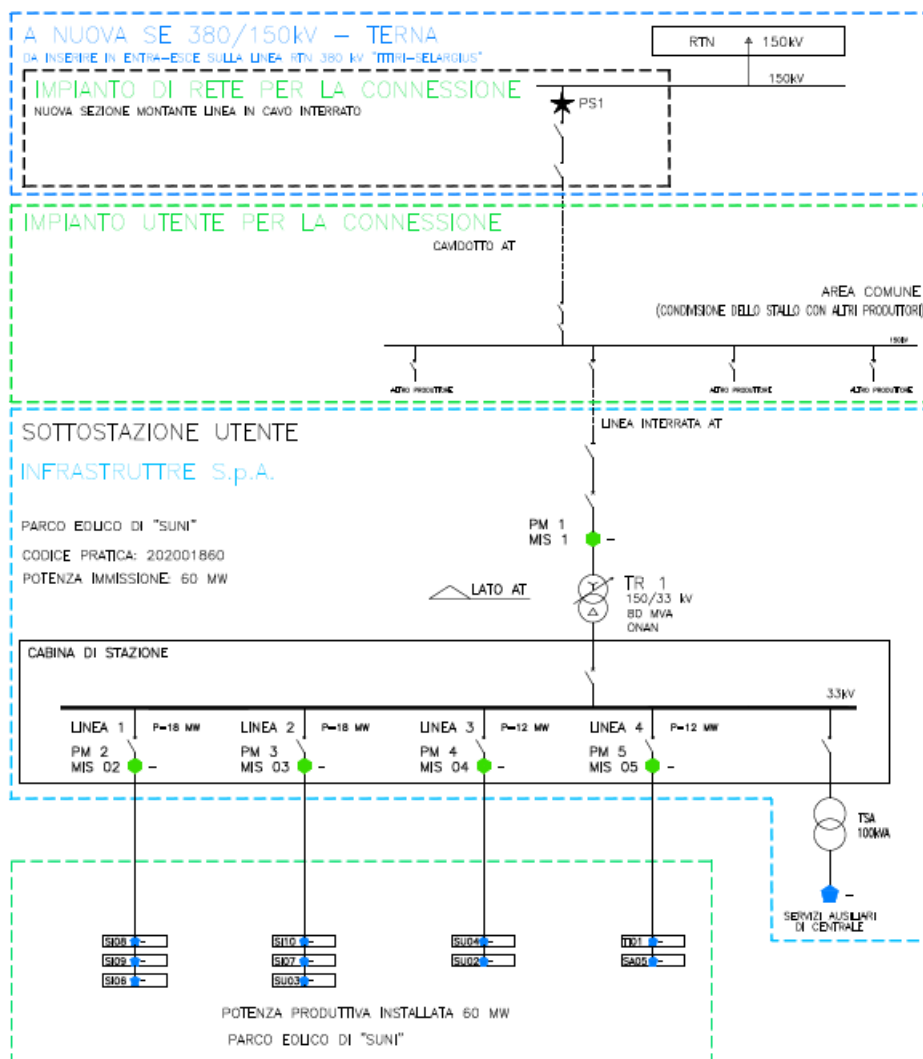 A NUOVA SE 380/150kV – TERNA
DA INSERIRE IN ENTRA-ESCE SULLA LINEA RTN 380 kV "ITTIRI-SELARGIUS"
RTN 150kV
150kV
IMPIANTO DI RETE PER LA CONNESSIONE
NUOVA SEZIONE MONTANTE LINEA IN CAVO INTERRATO
PS1
IMPIANTO UTENTE PER LA CONNESSIONE
CAVIDOTTO AT
AREA COMUNE
(CONDIVISIONE DELLO STALLO CON ALTRI PRODUTTORI)
150kV
ALTRO PRODUTTORE
ALTRO PRODUTTORE
ALTRO PRODUTTORE
LINEA INTERRATA AT
SOTTOSTAZIONE UTENTE
INFRASTRUTTRE S.p.A.
PARCO EOLICO DI "SUNI"
CODICE PRATICA: 202001860
POTENZA IMMISSIONE: 60 MW
PM 1
MIS 1 –
LATO AT
TR 1
150/33 kV
80 MVA
ONAN
CABINA DI STAZIONE
33kV
LINEA 1 P=18 MW
PM 2
MIS 02 –
LINEA 2 P=18 MW
PM 3
MIS 03 –
LINEA 3 P=12 MW
PM 4
MIS 04 –
LINEA 4 P=12 MW
PM 5
MIS 05 –
TSA
100kVA
–
SERVIZI AUSILIARI
DI CENTRALE
SI08 –
SI09 –
SI06 –
SI10 –
SI07 –
SU03 –
SU04 –
SU02 –
TI01 –
SA05 –
POTENZA PRODUTTIVA INSTALLATA 60 MW
PARCO EOLICO DI "SUNI"